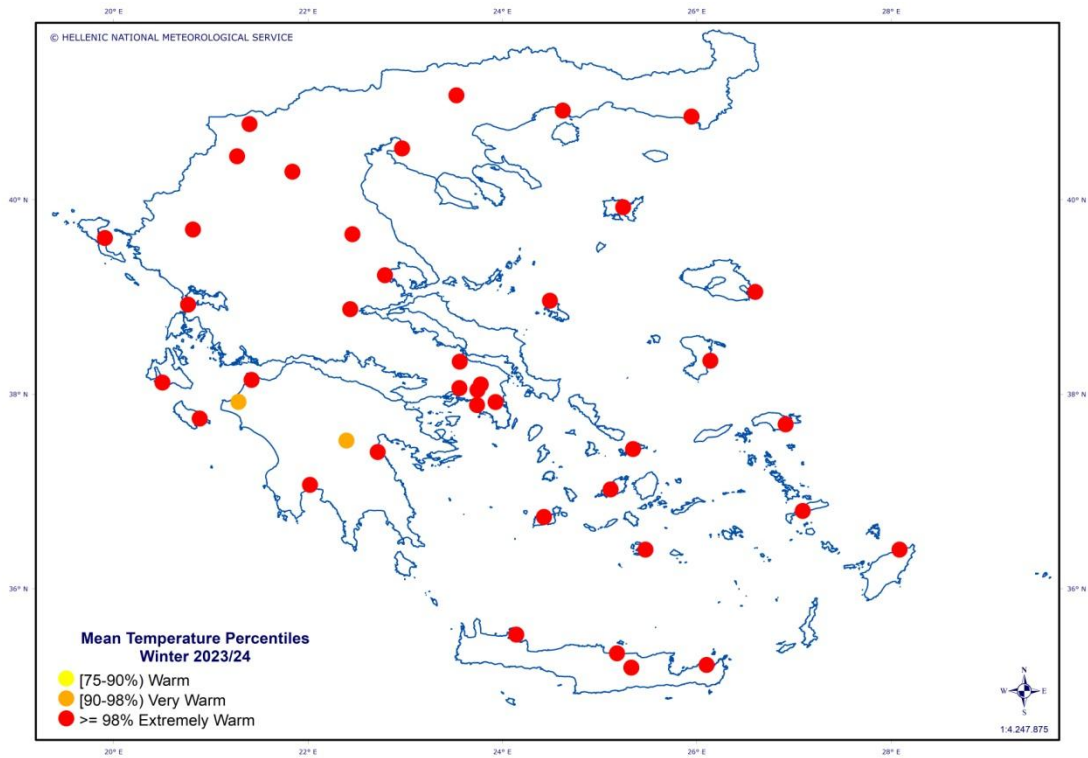 20° E 22° E 24° E 26° E 28° E
© HELLENIC NATIONAL METEOROLOGICAL SERVICE
40° N 40° N
38° N 38° N
36° N 36° N
Mean Temperature Percentiles
Winter 2023/24
[75-90%) Warm
[90-98%) Very Warm
>= 98% Extremely Warm
N
W E
S
1:4.247.875
20° E 22° E 24° E 26° E 28° E